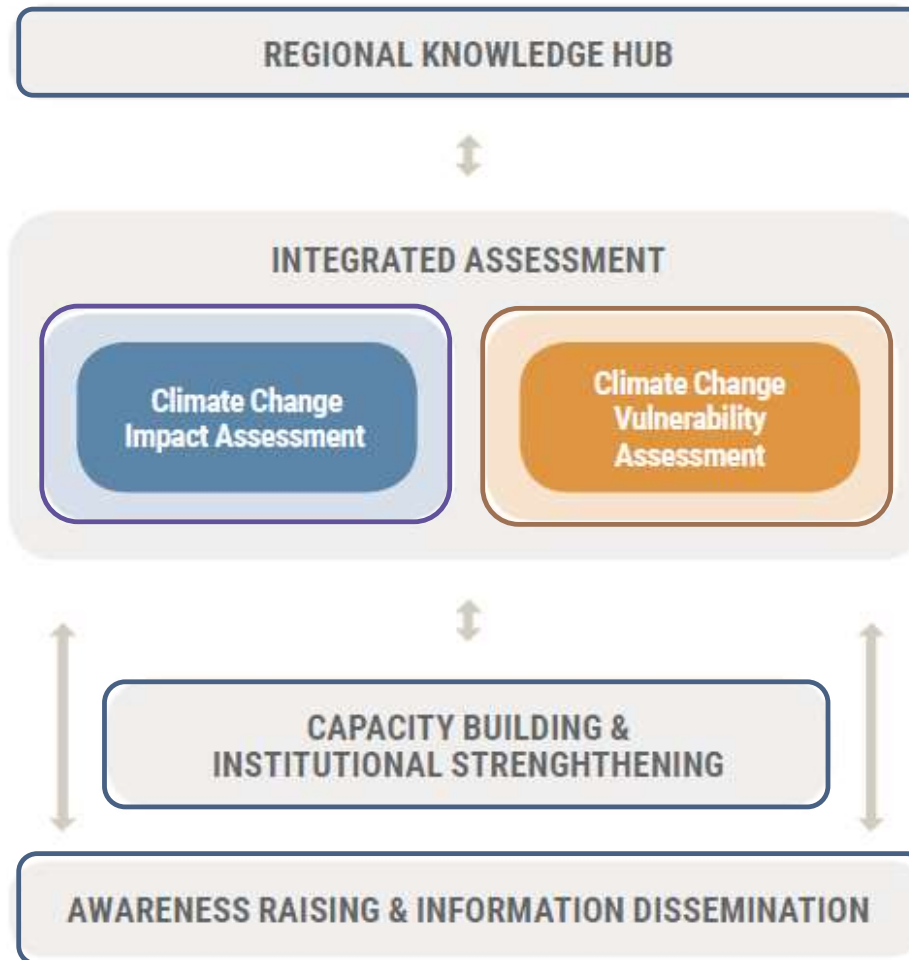 REGIONAL KNOWLEDGE HUB
INTEGRATED ASSESSMENT
Climate Change
Impact Assessment
Climate Change
Vulnerability
Assessment
CAPACITY BUILDING &
INSTITUTIONAL STRENGHTHENING
AWARENESS RAISING & INFORMATION DISSEMINATION